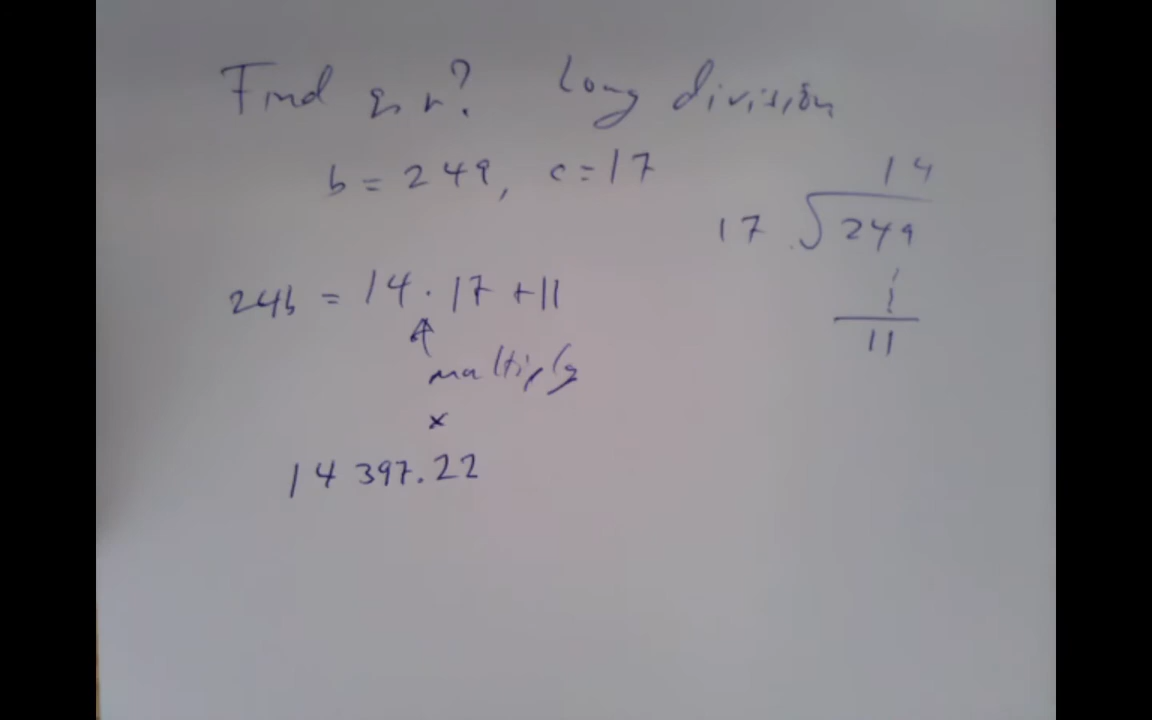 Find q, r? Long division
b = 249, c = 17
14
17 249
249 = 14 · 17 + 11
11
multiply
×
14 397.22